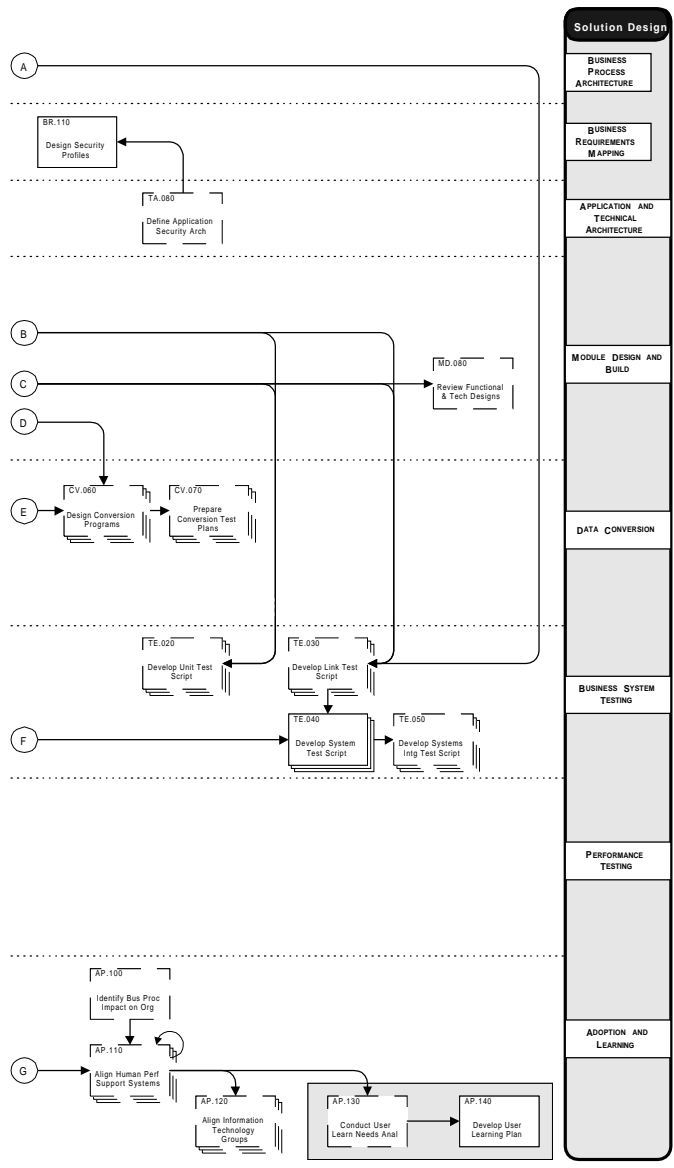 Solution Design
A
BUSINESS
PROCESS
ARCHITECTURE
BR.110
Design Security
Profiles
BUSINESS
REQUIREMENTS
MAPPING
TA.080
Define Application
Security Arch
APPLICATION AND
TECHNICAL
ARCHITECTURE
B
C
MD.080
Review Functional
& Tech Designs
MODULE DESIGN AND
BUILD
D
E
CV.060
Design Conversion
Programs
CV.070
Prepare
Conversion Test
Plans
DATA CONVERSION
TE.020
Develop Unit Test
Script
TE.030
Develop Link Test
Script
BUSINESS SYSTEM
TESTING
F
TE.040
Develop System
Test Script
TE.050
Develop Systems
Intg Test Script
PERFORMANCE
TESTING
AP.100
Identify Bus Proc
Impact on Org
ADOPTION AND
LEARNING
G
AP.110
Align Human Perf
Support Systems
AP.120
Align Information
Technology
Groups
AP.130
Conduct User
Learn Needs Anal
AP.140
Develop User
Learning Plan